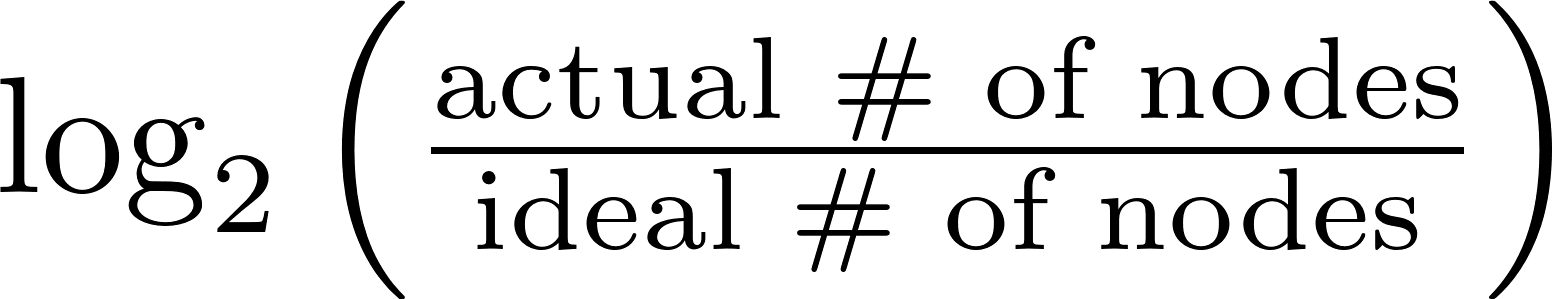 log₂ (actual # of nodes / ideal # of nodes)